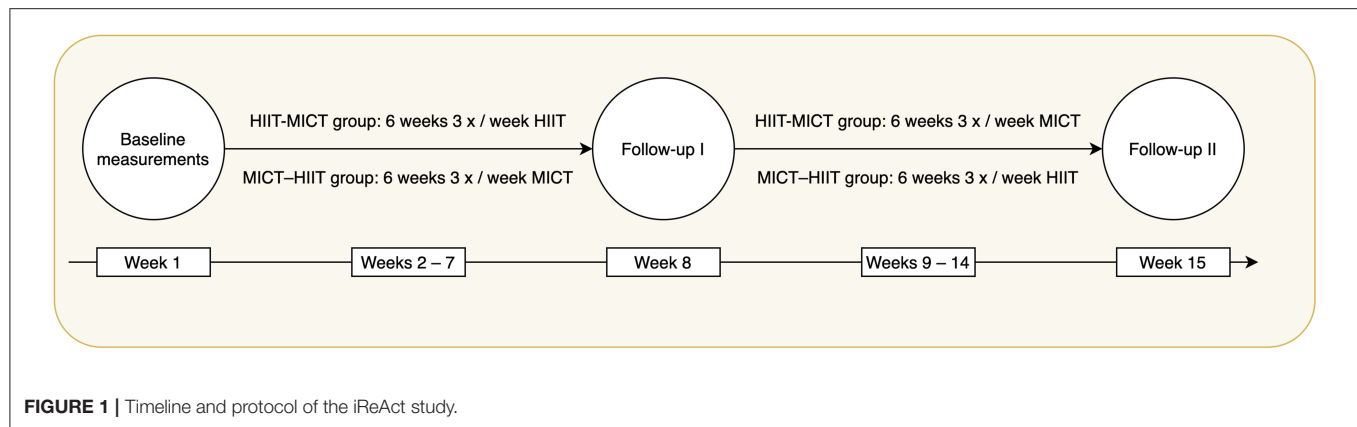 Baseline
measurements
HIIT-MICT group: 6 weeks 3 x / week HIIT
MICT–HIIT group: 6 weeks 3 x / week MICT
Follow-up I
HIIT-MICT group: 6 weeks 3 x / week MICT
MICT–HIIT group: 6 weeks 3 x / week HIIT
Follow-up II
Week 1
Weeks 2 – 7
Week 8
Weeks 9 – 14
Week 15
FIGURE 1 | Timeline and protocol of the iReAct study.